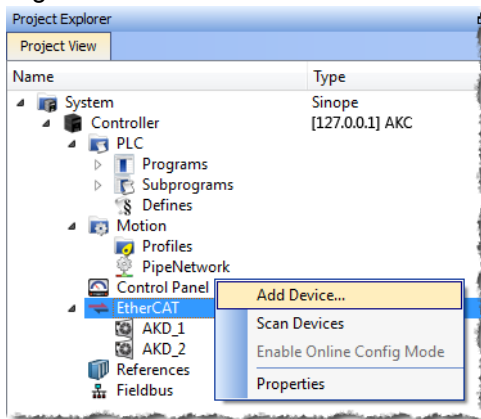 Project Explorer
Project View
Name Type
System Sinope
Controller [127.0.0.1] AKC
PLC
Programs
Subprograms
Defines
Motion
Profiles
PipeNetwork
Control Panel
Add Device...
EtherCAT
Scan Devices
AKD_1
Enable Online Config Mode
AKD_2
References
Properties
Fieldbus